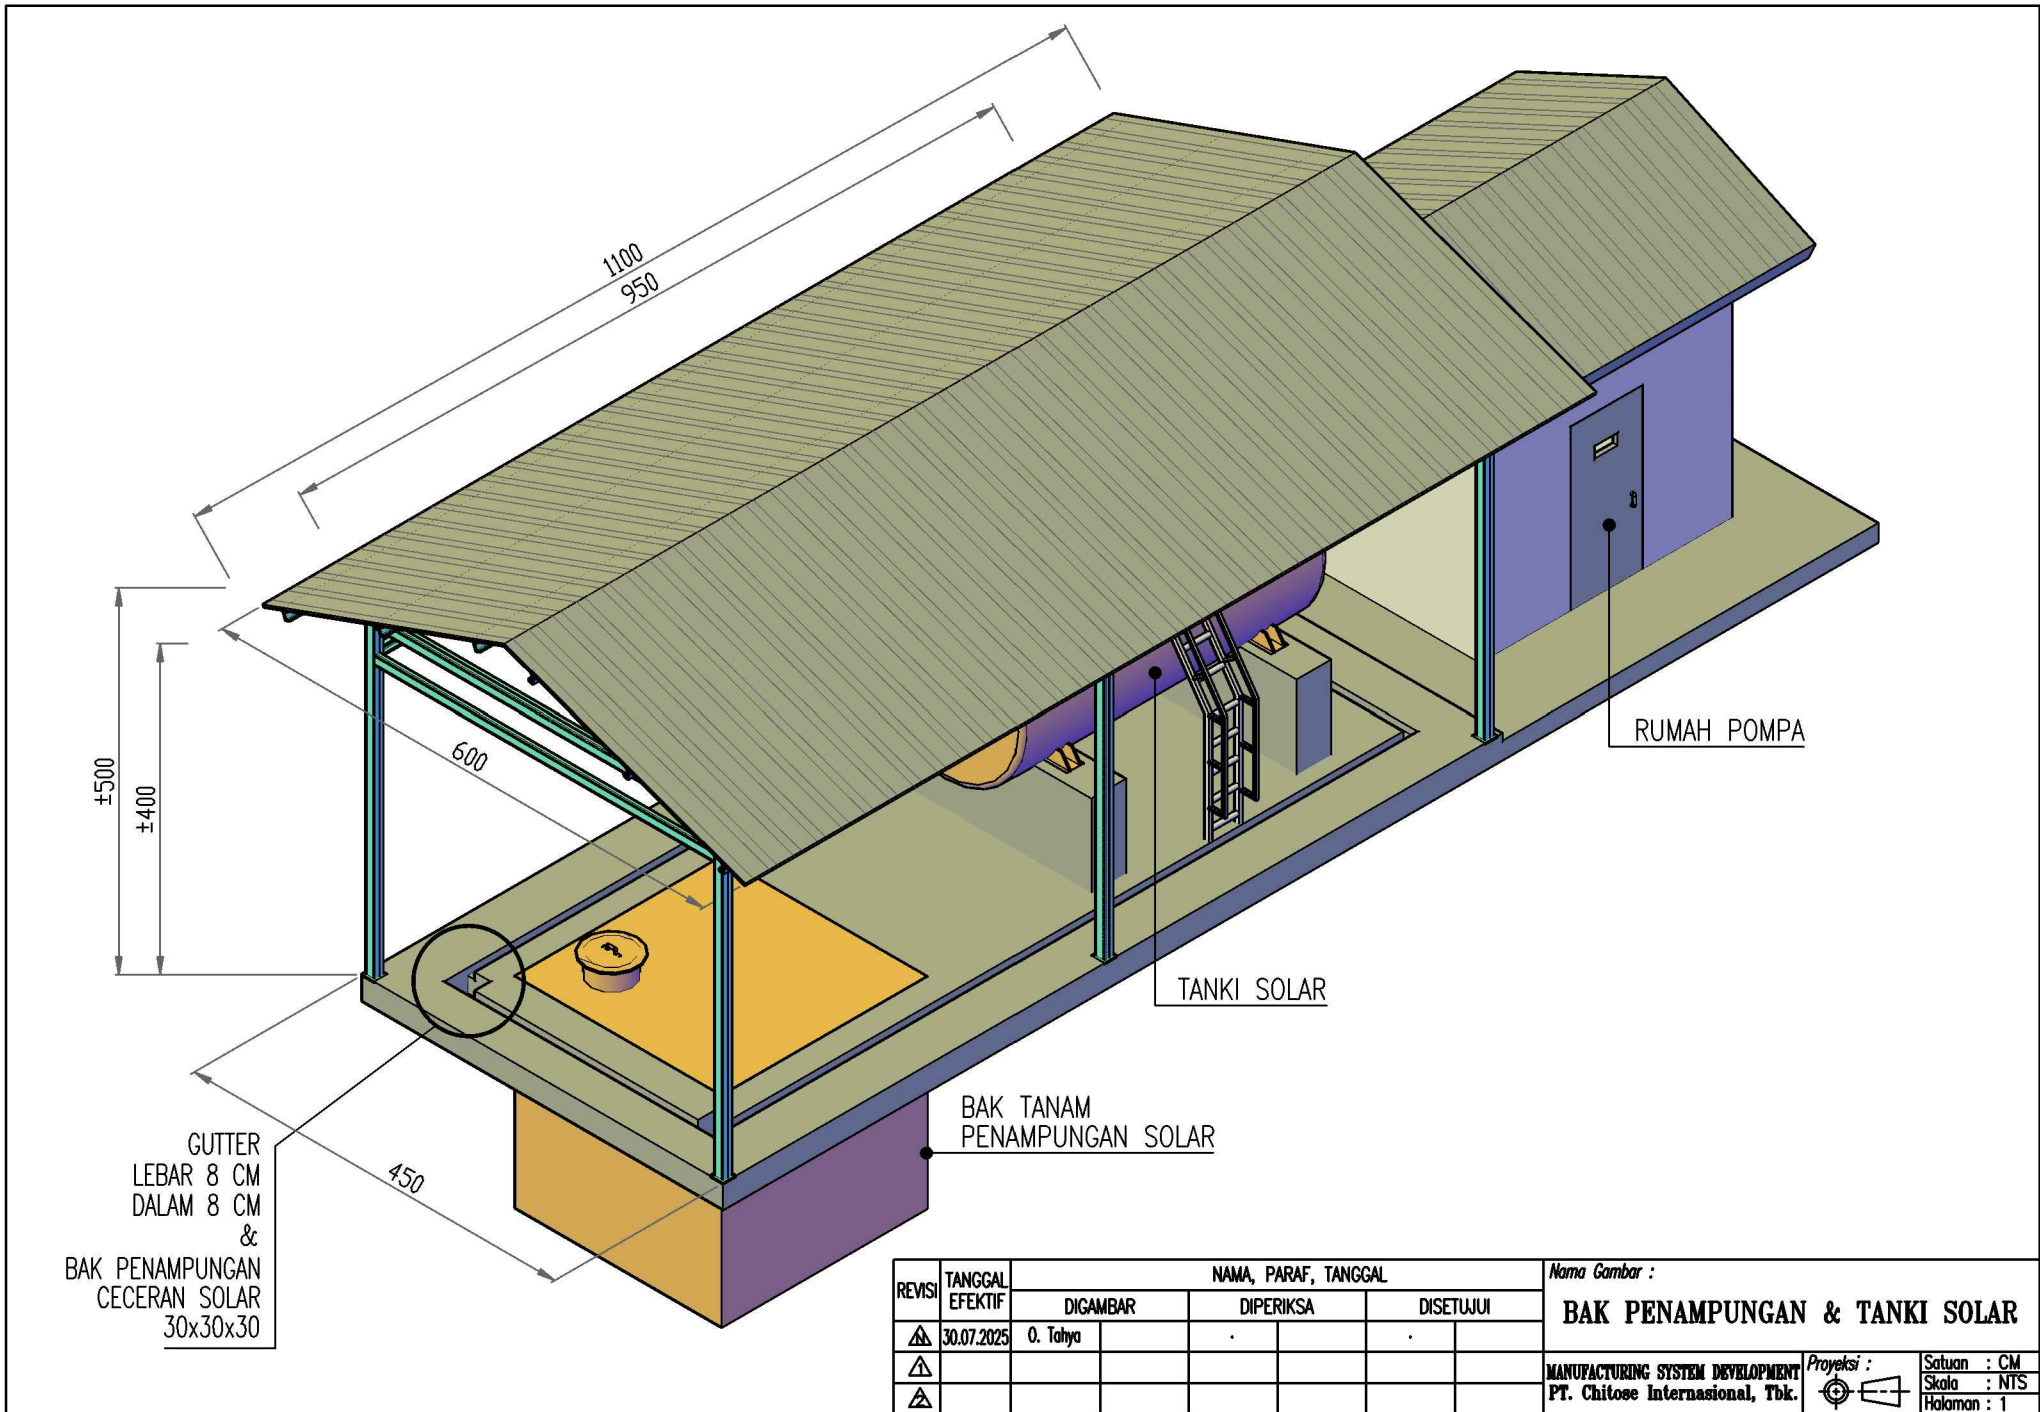 1100
950
±500
±400
600
450
RUMAH POMPA
TANKI SOLAR
BAK TANAM
PENAMPUNGAN SOLAR
GUTTER
LEBAR 8 CM
DALAM 8 CM
&
BAK PENAMPUNGAN
CECERAN SOLAR
30x30x30
REVISI
TANGGAL
EFEKTIF
NAMA, PARAF, TANGGAL
DIGAMBAR
DIPERIKSA
DISETUJUI
N
30.07.2025
O. Tahya
1
2
Nama Gambar :
BAK PENAMPUNGAN & TANKI SOLAR
MANUFACTURING SYSTEM DEVELOPMENT
PT. Chitose Internasional, Tbk.
Proyeksi :
Satuan : CM
Skala : NTS
Halaman : 1